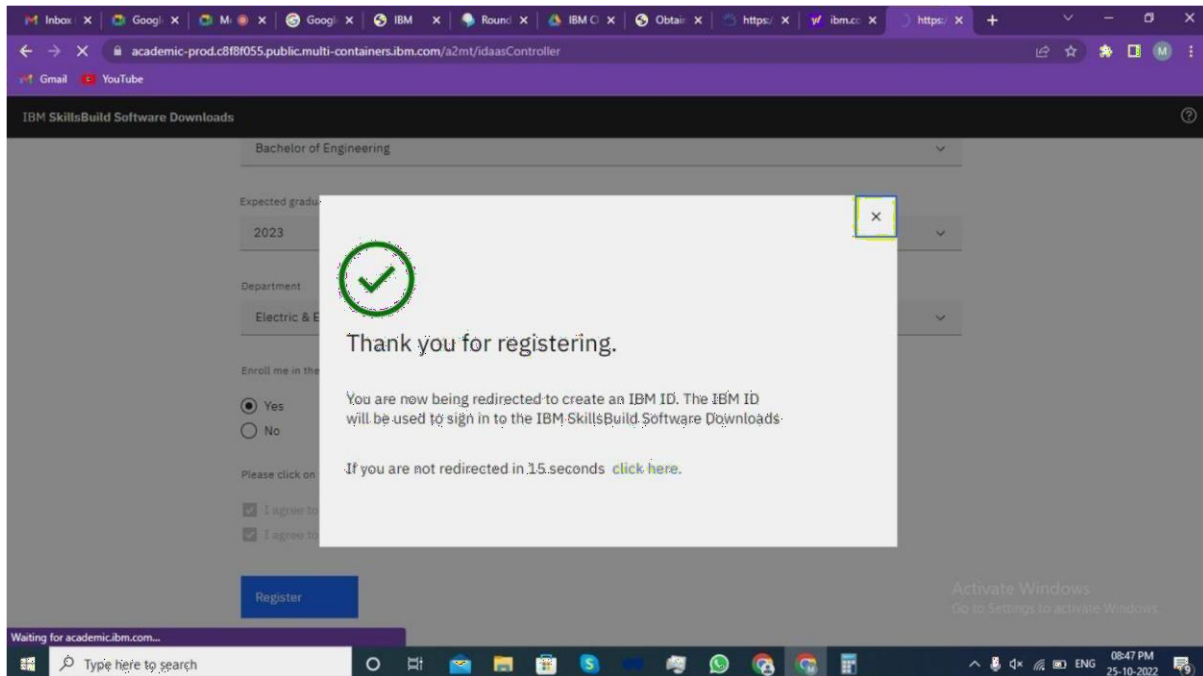 Inbox
Googl
M
Googl
IBM
Round
IBM C
Obtain
https:/
ibm.cc
https:/
academic-prod.c8f8f055.public.multi-containers.ibm.com/a2mt/idaasController
M
Gmail YouTube
IBM SkillsBuild Software Downloads
Bachelor of Engineering
Expected gradu
2023
Department
Electric & E
Enroll me in the
Yes
No
Please click on
I agree to
I agree to
Register
Thank you for registering.
You are now being redirected to create an IBM ID. The IBM ID
will be used to sign in to the IBM SkillsBuild Software Downloads
If you are not redirected in 15 seconds click here.
Activate Windows
Go to Settings to activate Windows.
Waiting for academic.ibm.com...
Type here to search
ENG
08:47 PM
25-10-2022